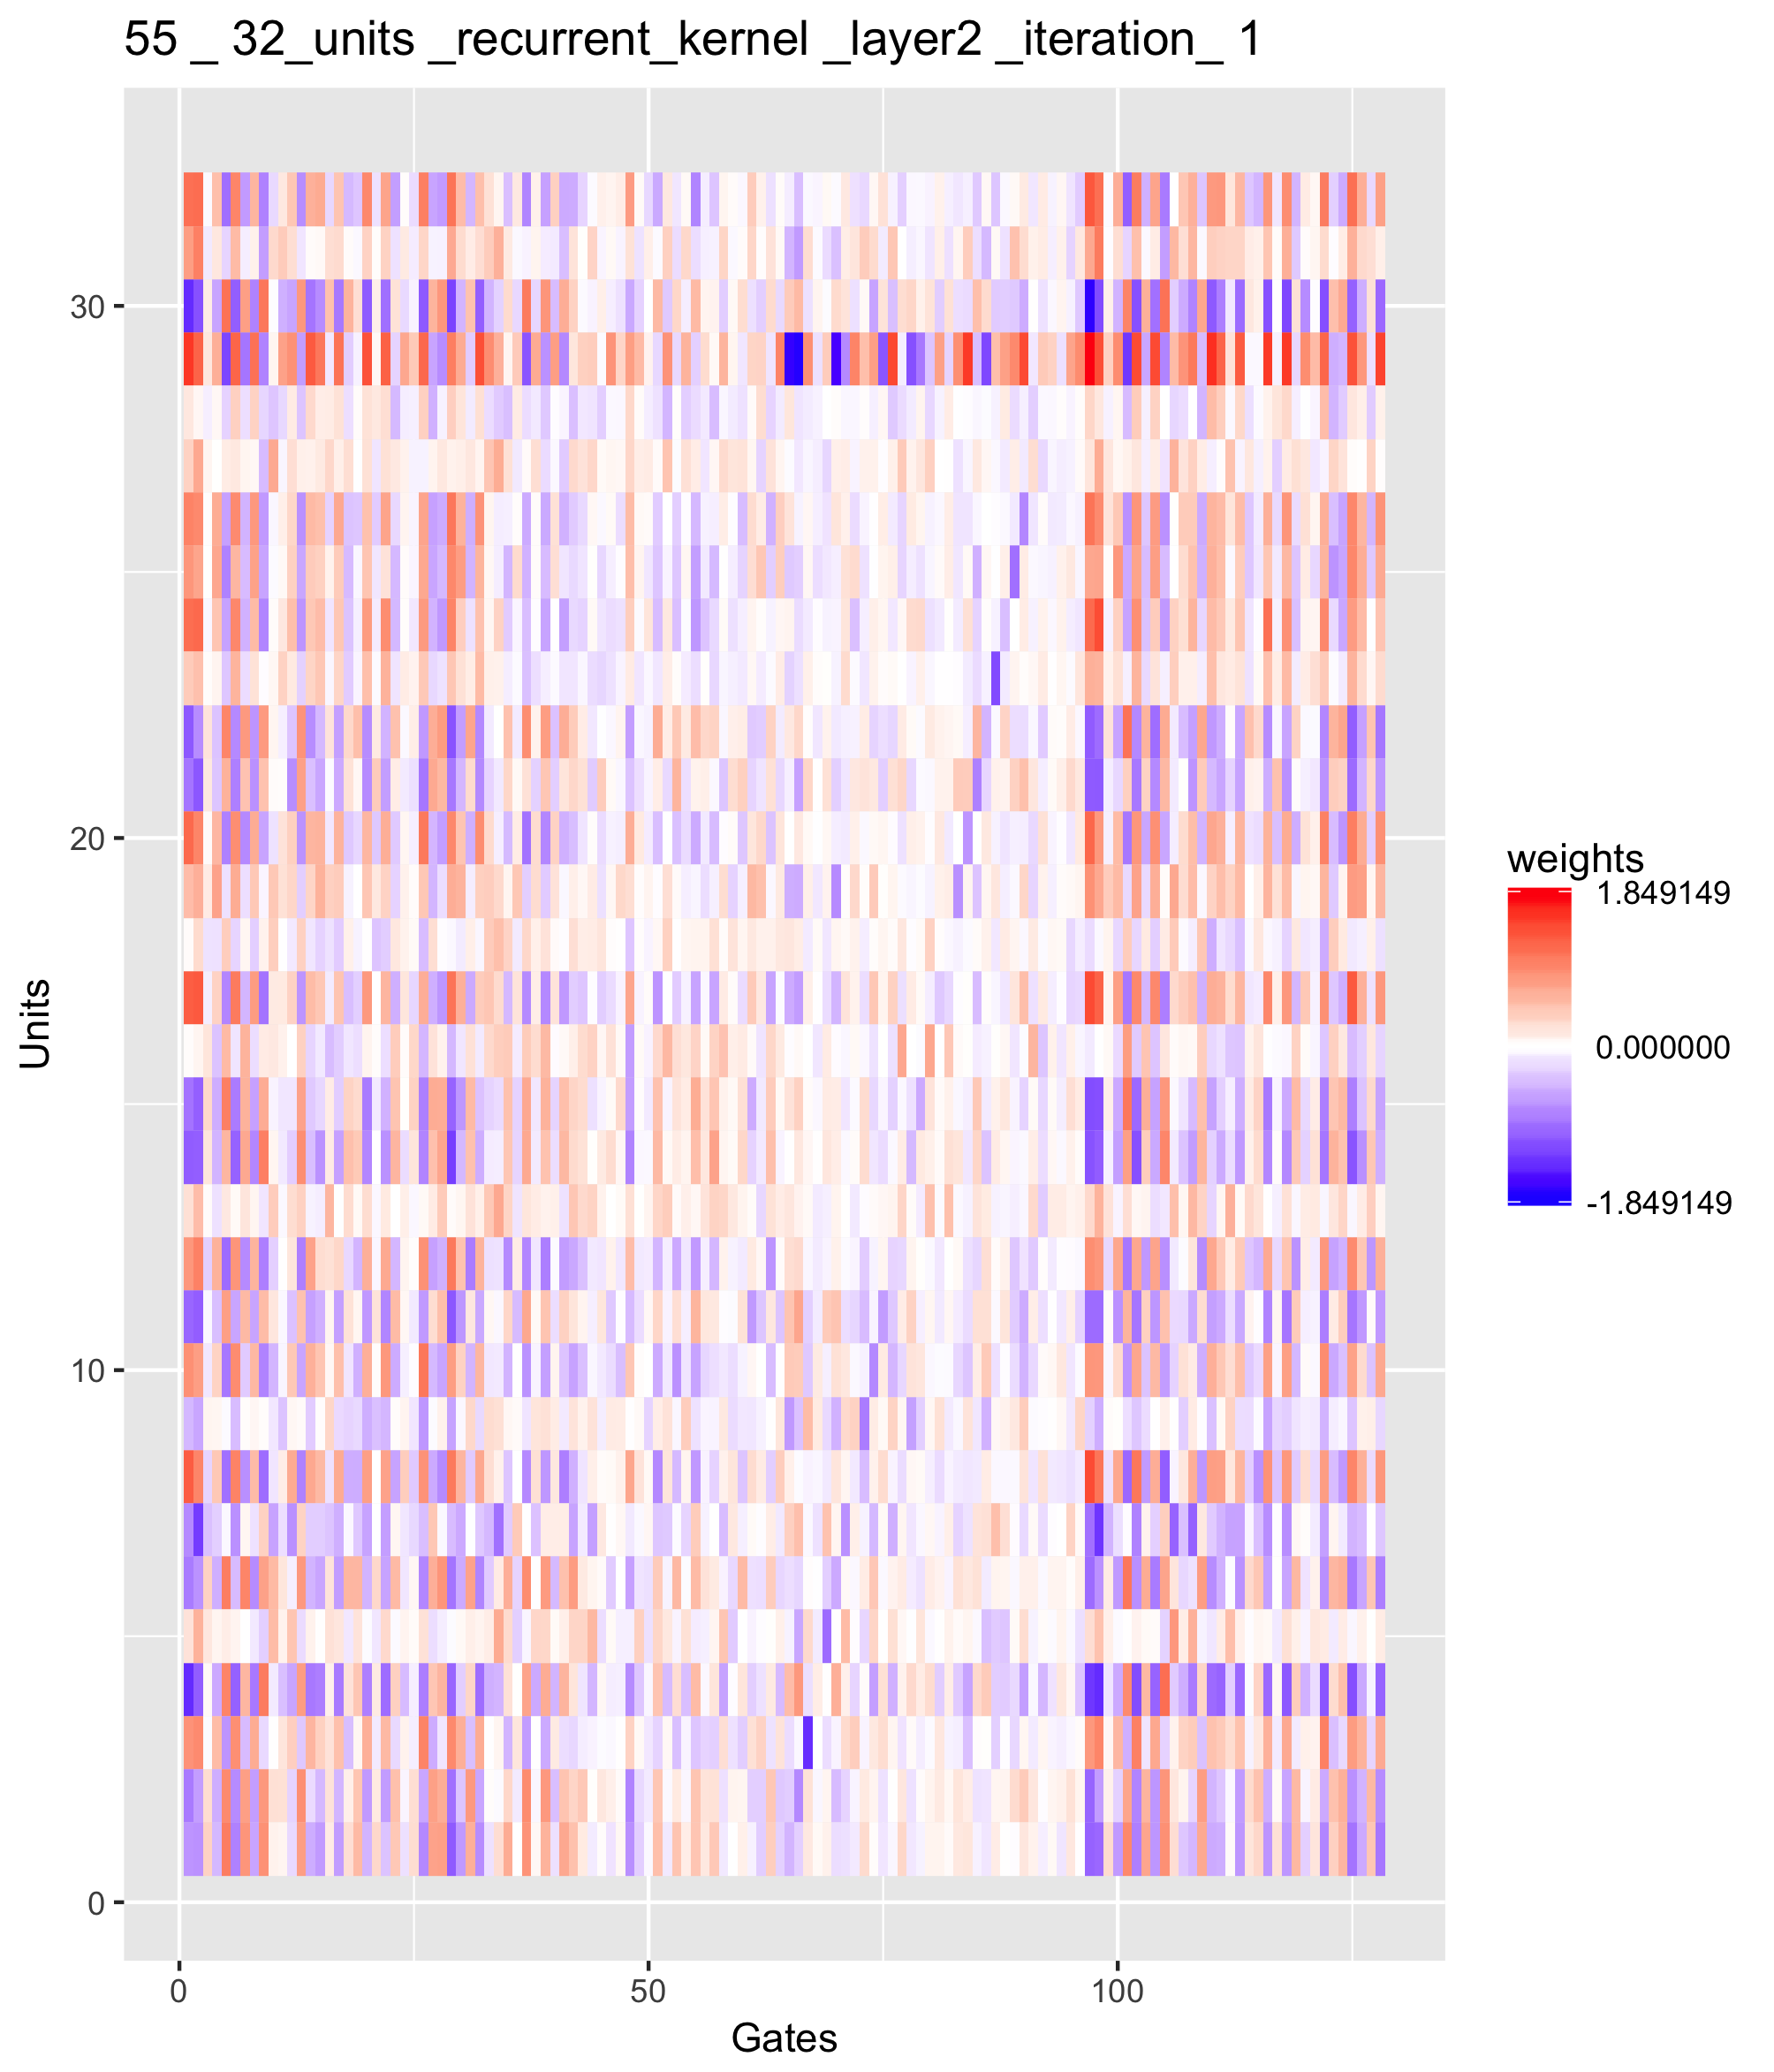 55 _ 32_units _recurrent_kernel _layer2 _iteration_ 1
30
20
10
0
Units
0 50 100
Gates
weights
1.849149
0.000000
-1.849149